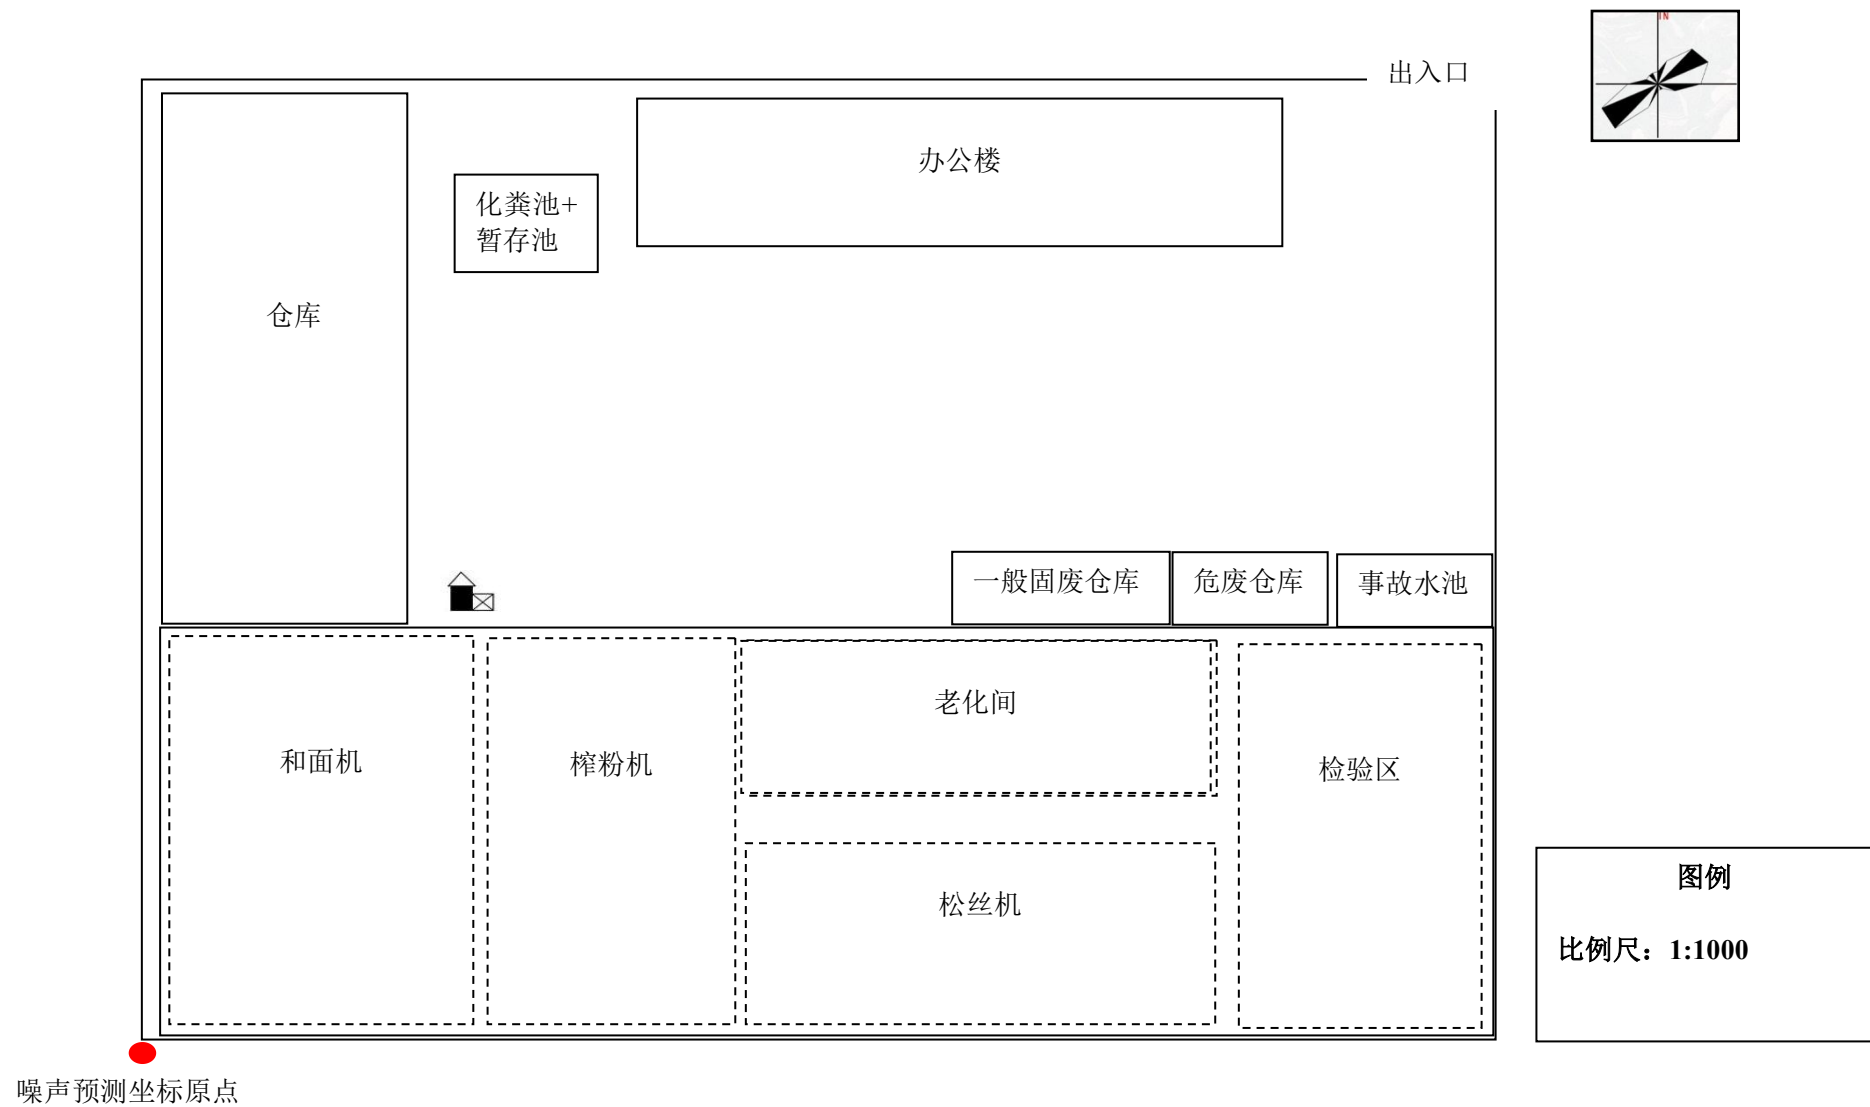 N
出入口
办公楼
化粪池+
暂存池
仓库
一般固废仓库
危废仓库
事故水池
老化间
和面机
榨粉机
检验区
松丝机
图例
比例尺：1:1000
噪声预测坐标原点